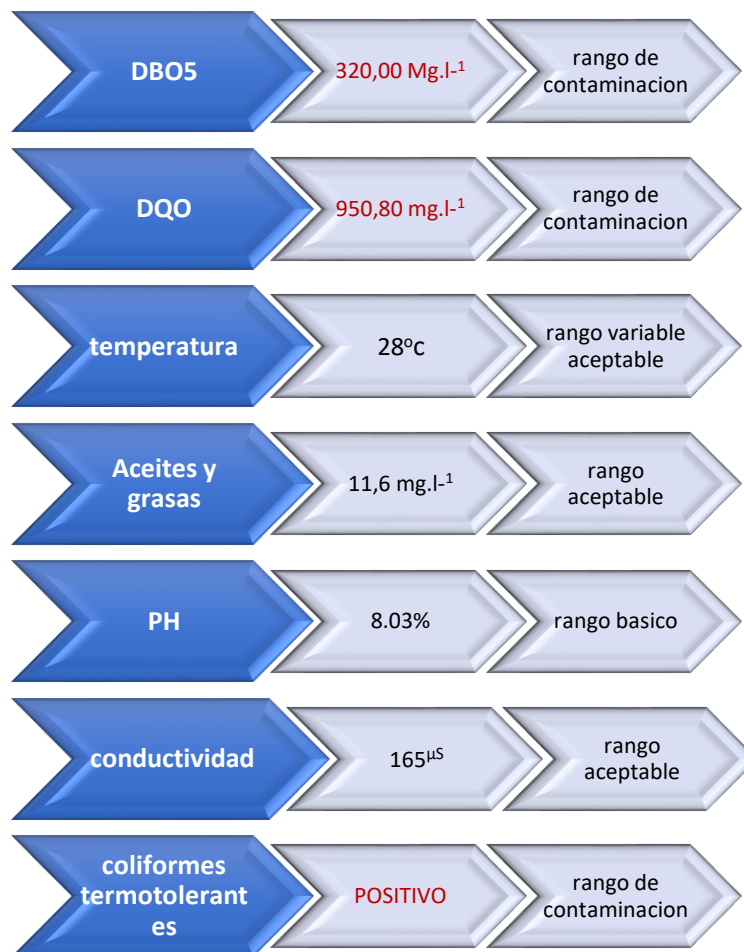 DBO5
320,00 Mg.l-¹
rango de
contaminacion
DQO
950,80 mg.l-¹
rango de
contaminacion
temperatura
28ºc
rango variable
aceptable
Aceites y
grasas
11,6 mg.l-¹
rango
aceptable
PH
8.03%
rango basico
conductividad
165µS
rango
aceptable
coliformes
termotolerant
es
POSITIVO
rango de
contaminacion